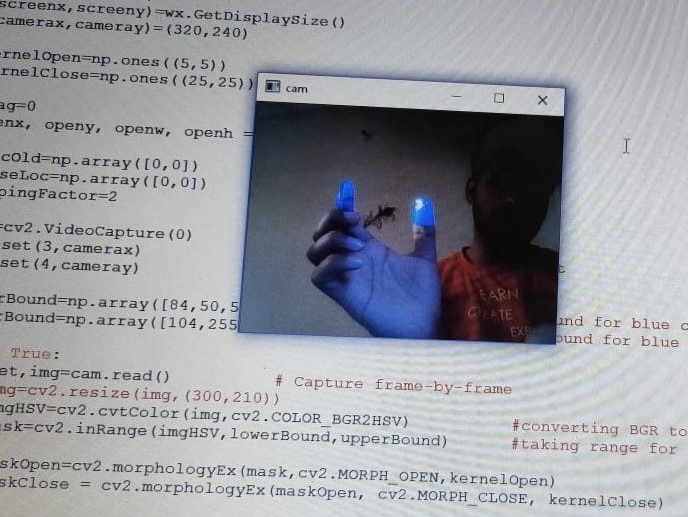 screenx,screeny)=wx.GetDisplaySize()
camerax,cameray)=(320,240)
ernelOpen=np.ones((5,5))
rnelClose=np.ones((25,25))
cam
ag=0
enx, openy, openw, openh =
cOld=np.array([0,0])
seLoc=np.array([0,0])
pingFactor=2
=cv2.VideoCapture(0)
set(3,camerax)
set(4,cameray)
EARN
CREATE
EXP
rBound=np.array([84,50,5
und for blue c
rBound=np.array([104,255
ound for blue
True:
et,img=cam.read() # Capture frame-by-frame
mg=cv2.resize(img,(300,210))
mgHSV=cv2.cvtColor(img,cv2.COLOR_BGR2HSV) #converting BGR to
ask=cv2.inRange(imgHSV,lowerBound,upperBound) #taking range for
skOpen=cv2.morphologyEx(mask,cv2.MORPH_OPEN,kernelOpen)
skClose = cv2.morphologyEx(maskOpen, cv2.MORPH_CLOSE, kernelClose)